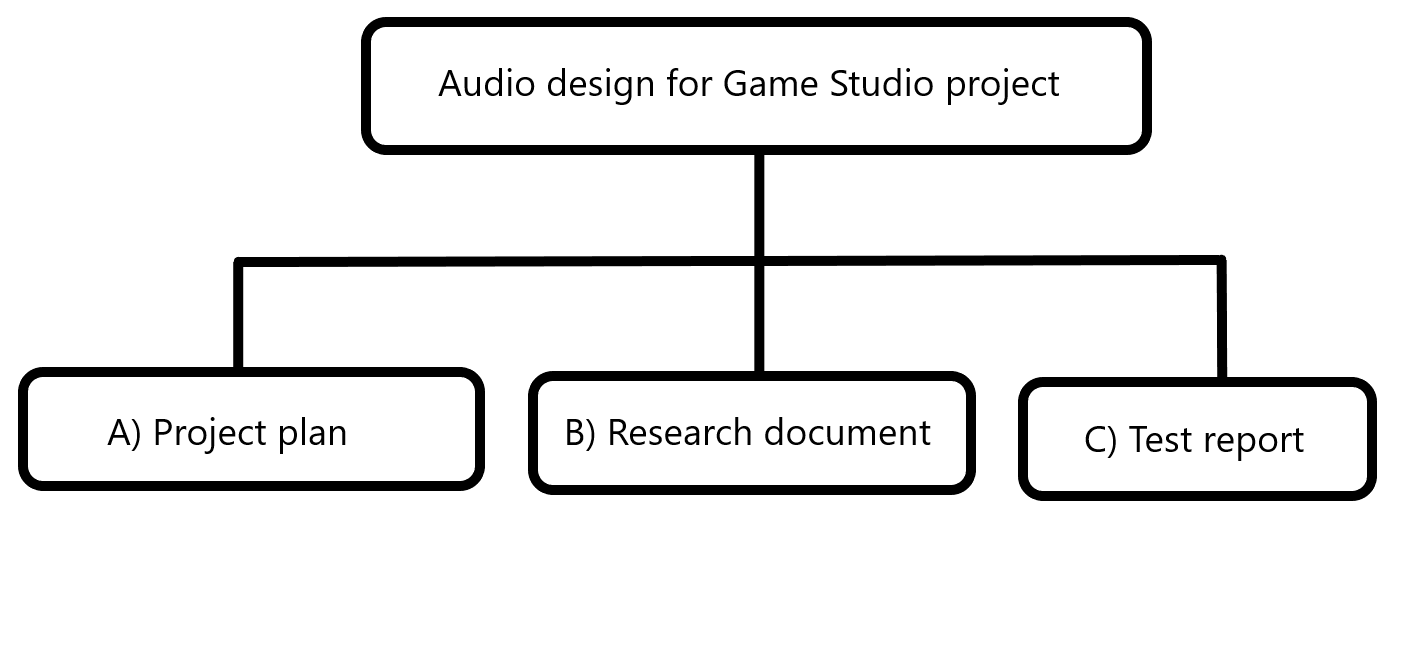 Audio design for Game Studio project
A) Project plan
B) Research document
C) Test report